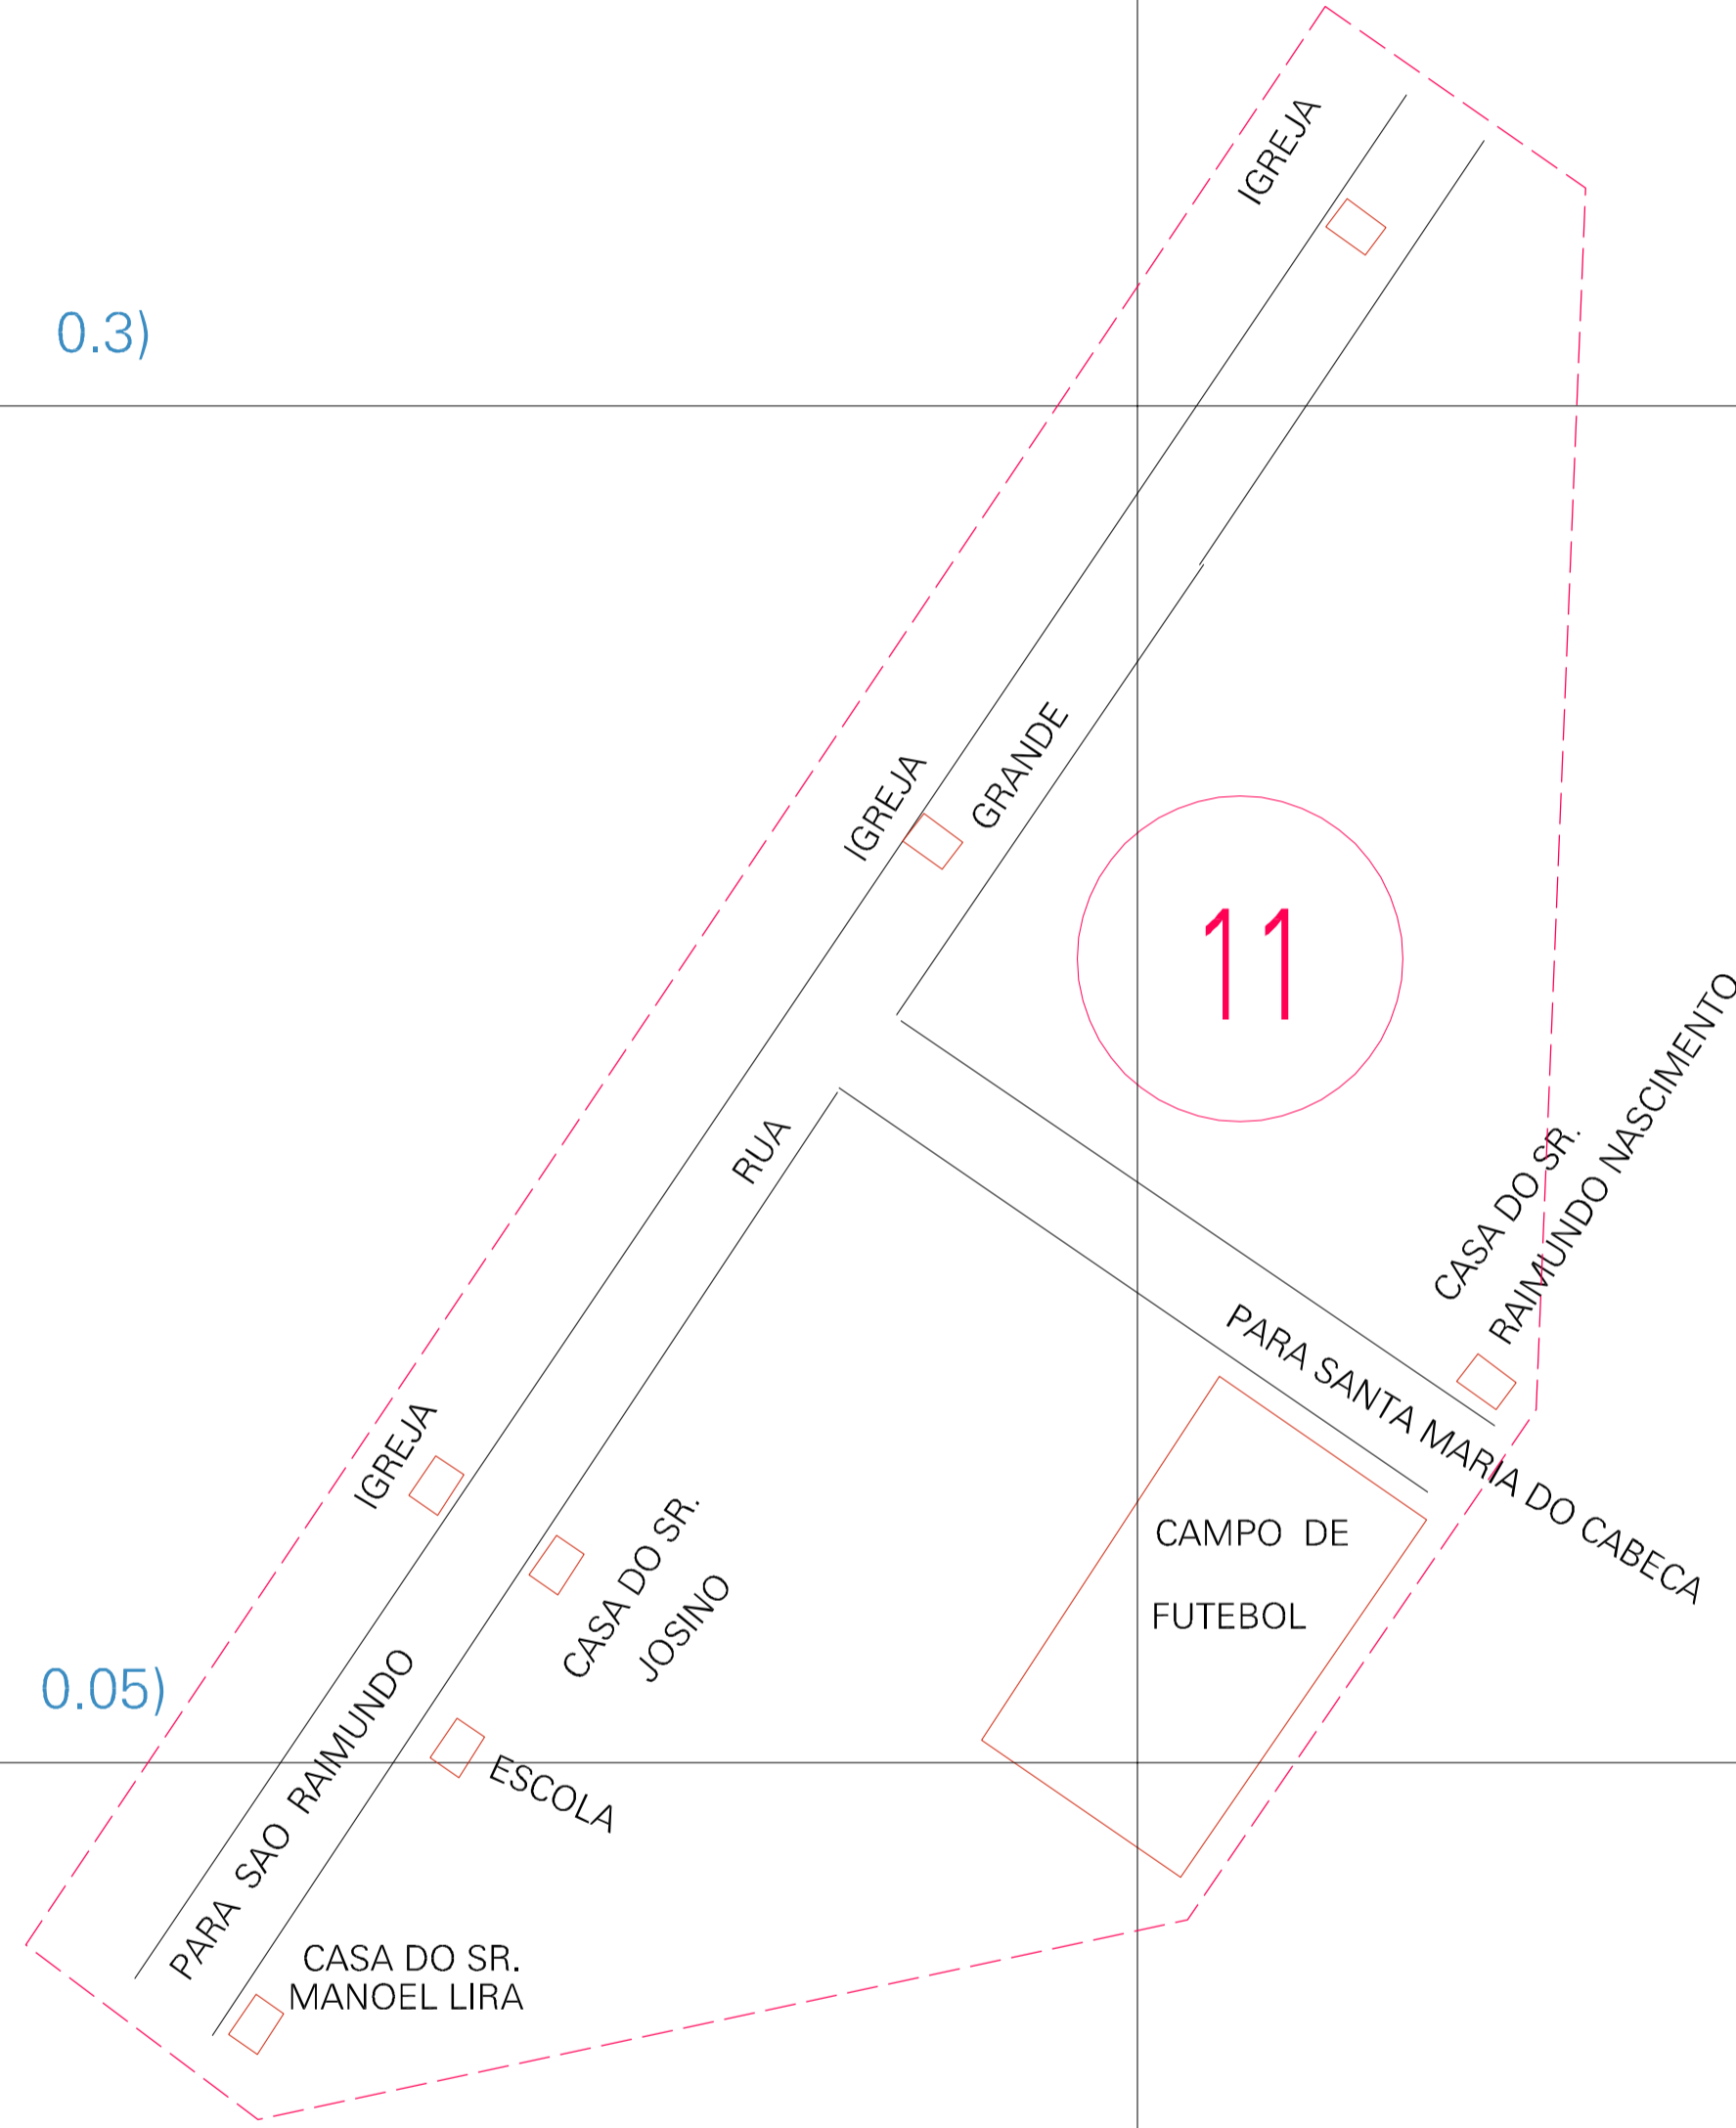 IGREJA
0.3)
IGREJA
GRANDE
11
RUA
CASA DO SR.
RAIMUNDO NASCIMENTO
PARA SANTA MARIA DO CABECA
IGREJA
CASA DO SR.
JOSINO
CAMPO DE
FUTEBOL
0.05)
PARA SAO RAIMUNDO
ESCOLA
CASA DO SR.
MANOEL LIRA